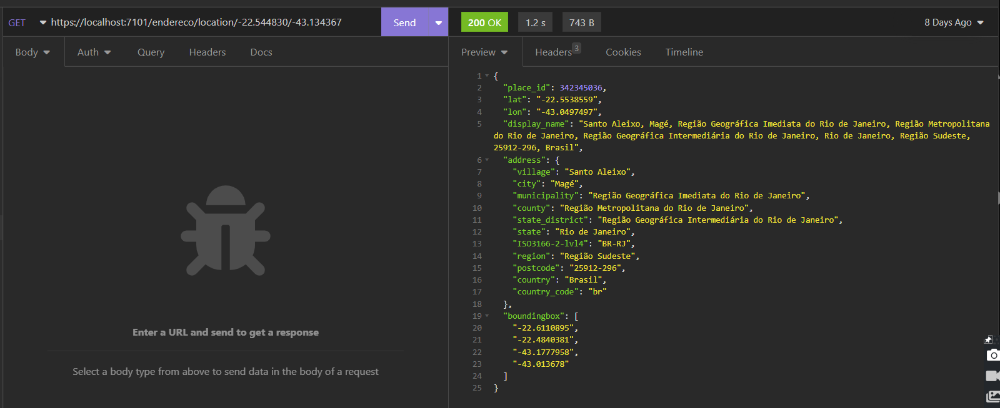 GET https://localhost:7101/endereco/location/-22.544830/-43.134367 Send 200 OK 1.2 s 743 B 8 Days Ago
Body Auth Query Headers Docs
Preview Headers 3 Cookies Timeline
Enter a URL and send to get a response
Select a body type from above to send data in the body of a request
1 {
2 "place_id": 342345036,
3 "lat": "-22.5538559",
4 "lon": "-43.0497497",
5 "display_name": "Santo Aleixo, Magé, Região Geográfica Imediata do Rio de Janeiro, Região Metropolitana
do Rio de Janeiro, Região Geográfica Intermediária do Rio de Janeiro, Rio de Janeiro, Região Sudeste,
25912-296, Brasil",
6 "address": {
7 "village": "Santo Aleixo",
8 "city": "Magé",
9 "municipality": "Região Geográfica Imediata do Rio de Janeiro",
10 "county": "Região Metropolitana do Rio de Janeiro",
11 "state_district": "Região Geográfica Intermediária do Rio de Janeiro",
12 "state": "Rio de Janeiro",
13 "ISO3166-2-lvl4": "BR-RJ",
14 "region": "Região Sudeste",
15 "postcode": "25912-296",
16 "country": "Brasil",
17 "country_code": "br"
18 },
19 "boundingbox": [
20 "-22.6110895",
21 "-22.4840381",
22 "-43.1777958",
23 "-43.013678"
24 ]
25 }